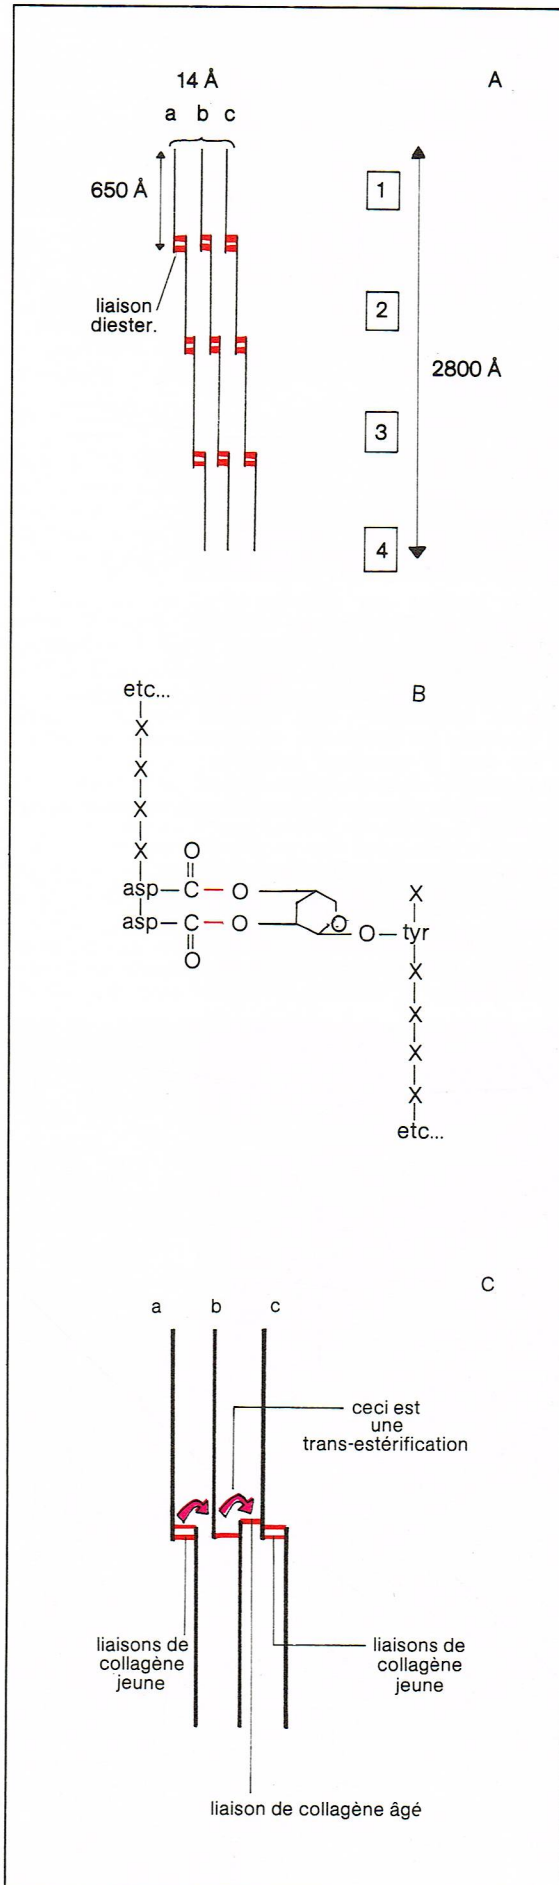 14 Å
A
a b c
650 Å
1
liaison
diester.
2
2800 Å
3
4
etc...
B
X
X
X
X
O
asp—C—O
X
asp—C—O
O
O—tyr
O
X
X
X
X
etc...
C
a b c
ceci est
une
trans-estérification
liaisons de
collagène
jeune
liaisons de
collagène
jeune
liaison de collagène âgé